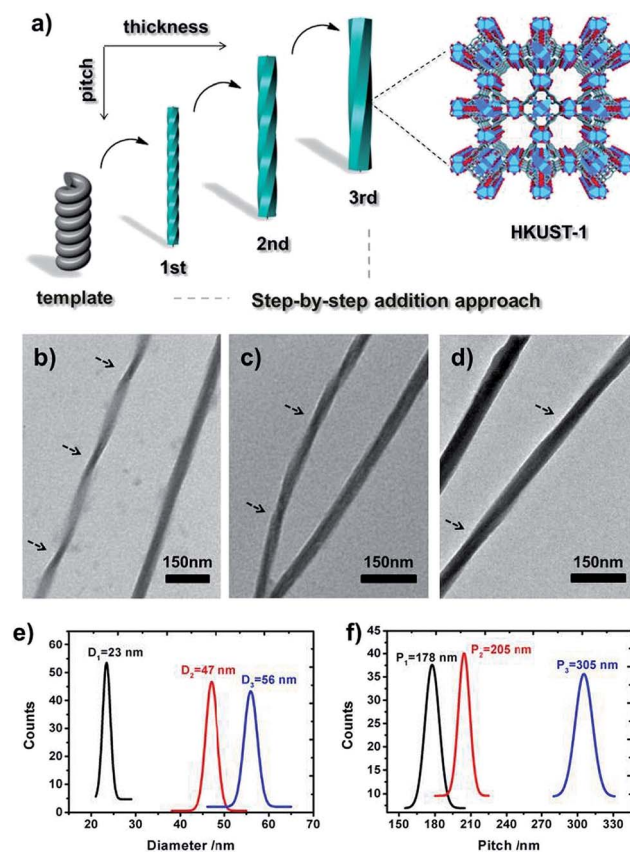 a)
thickness
pitch
template
1st
2nd
3rd
HKUST-1
Step-by-step addition approach
b)
150nm
c)
150nm
d)
150nm
e)
D₁=23 nm
D₂=47 nm
D₃=56 nm
Counts
60
50
40
30
20
10
0
20 30 40 50 60 70
Diameter /nm
f)
P₁=178 nm
P₂=205 nm
P₃=305 nm
Counts
45
40
35
30
25
20
15
10
150 180 210 240 270 300 330
Pitch /nm